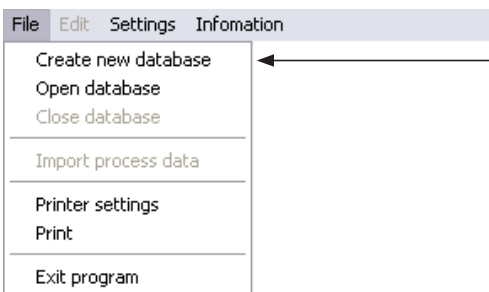 File Edit Settings Infomation
Create new database
Open database
Close database
Import process data
Printer settings
Print
Exit program